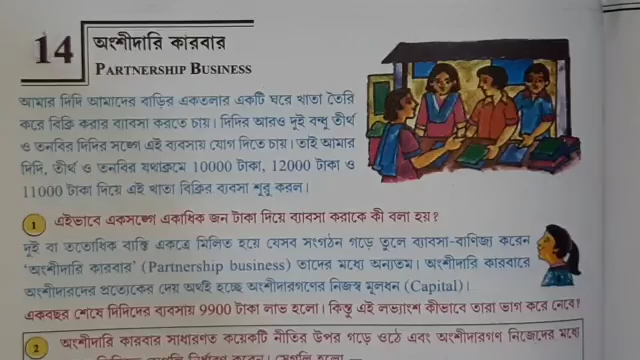 14
অংশীদারি কারবার
PARTNERSHIP BUSINESS
আমার দিদি আমাদের বাড়ির একতলার একটি ঘরে খাতা তৈরি
করে বিক্রি করার ব্যাবসা করতে চায়। দিদির আরও দুই বন্ধু তীর্থ
ও তনবির দিদির সঙ্গে এই ব্যবসায় যোগ দিতে চায়। তাই আমার
দিদি, তীর্থ ও তনবির যথাক্রমে 10000 টাকা, 12000 টাকা ও
11000 টাকা দিয়ে এই খাতা বিক্রির ব্যবসা শুরু করল।
1 এইভাবে একসঙ্গে একাধিক জন টাকা দিয়ে ব্যাবসা করাকে কী বলা হয়?
দুই বা ততোধিক ব্যক্তি একত্রে মিলিত হয়ে যেসব সংগঠন গড়ে তুলে ব্যাবসা-বাণিজ্য করেন
‘অংশীদারি কারবার’ (Partnership business) তাদের মধ্যে অন্যতম। অংশীদারি কারবারে
অংশীদারদের প্রত্যেকের দেয় অর্থই হচ্ছে অংশীদারগণের নিজস্ব মূলধন (Capital)।
একবছর শেষে দিদিদের ব্যবসায় 9900 টাকা লাভ হলো। কিন্তু এই লভ্যাংশ কীভাবে তারা ভাগ করে নেবে?
2 অংশীদারি কারবার সাধারণত কয়েকটি নীতির উপর গড়ে ওঠে এবং অংশীদারগণ নিজেদের মধ্যে